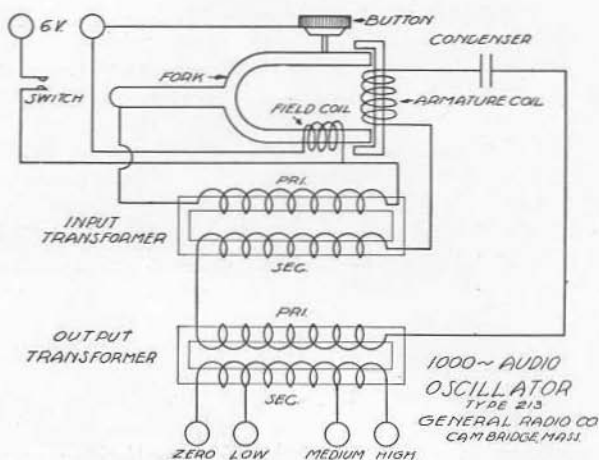 6V.
BUTTON
CONDENSER
FORK
SWITCH
FIELD COIL
ARMATURE COIL
PRI.
INPUT
TRANSFORMER
SEC.
PRI.
OUTPUT
TRANSFORMER
SEC.
1000~ AUDIO
OSCILLATOR
TYPE 213
GENERAL RADIO CO
CAMBRIDGE, MASS.
ZERO LOW MEDIUM HIGH